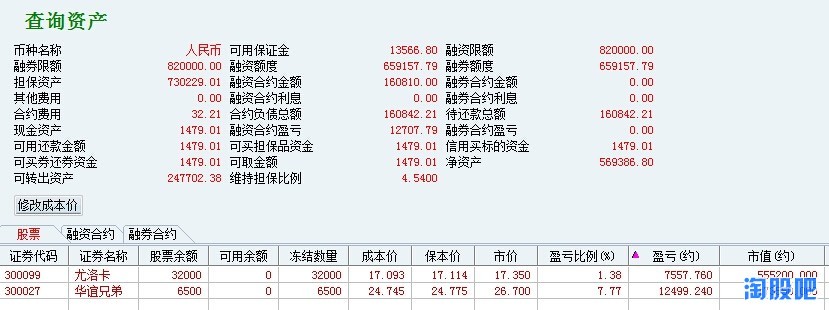 查询资产
币种名称 人民币 可用保证金 13566.80 融资限额 820000.00
融券限额 820000.00 融资额度 659157.79 融券额度 659157.79
担保资产 730229.01 融资合约金额 160810.00 融券合约金额 0.00
其他费用 0.00 融资合约利息 0.00 融券合约利息 0.00
合约费用 32.21 合约负债总额 160842.21 待还款总额 160842.21
现金资产 1479.01 融资合约盈亏 12707.79 融券合约盈亏 0.00
可用还款金额 1479.01 可买担保品资金 1479.01 信用买标的资金 1479.01
可买券还券资金 1479.01 可取金额 1479.01 净资产 569386.80
可转出资产 247702.38 维持担保比例 4.5400
修改成本价
股票 融资合约 融券合约
证券代码 证券名称 股票余额 可用余额 冻结数量 成本价 保本价 市价 盈亏比例(%) 盈亏(约) 市值(约)
300099 尤洛卡 32000 0 32000 17.093 17.114 17.350 1.38 7557.760 555200.000
300027 华谊兄弟 6500 0 6500 24.745 24.775 26.700 7.77 12499.240
淘股吧